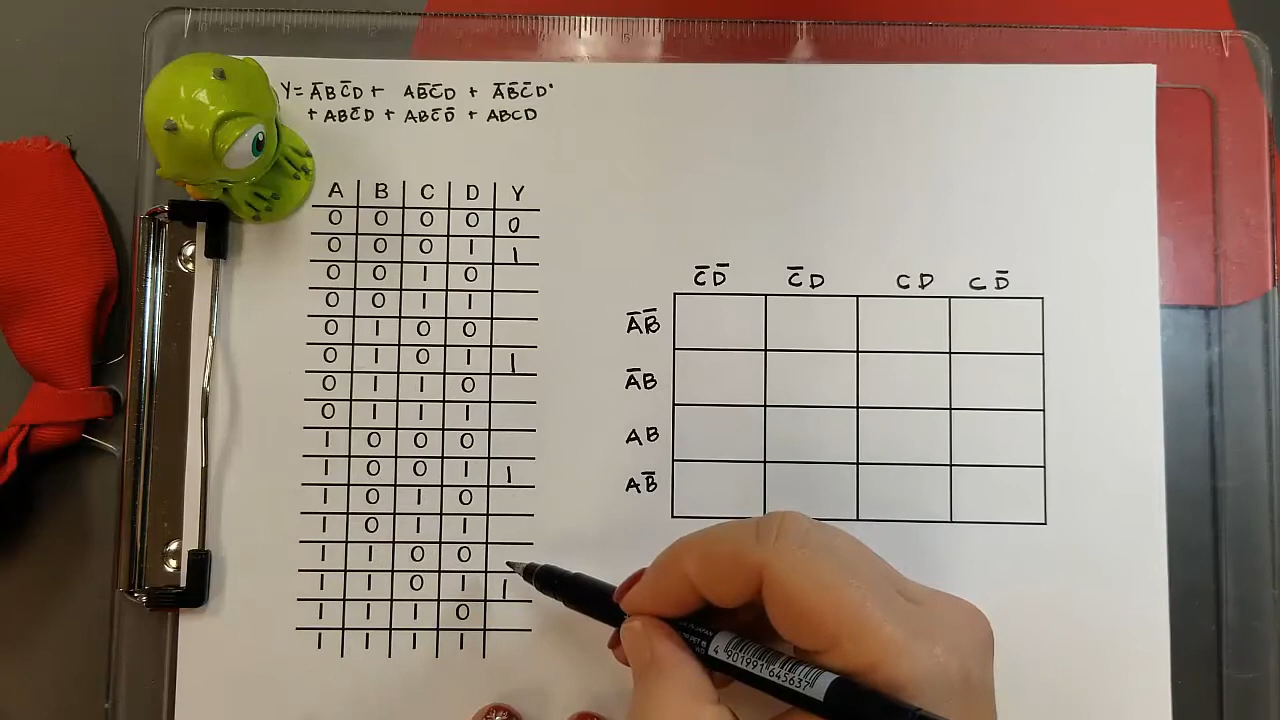 Y = A̅BC̅D + AB̅C̅D + A̅B̅C̅D
+ ABC̅D + ABC̅D̅ + ABCD
A B C D Y
0 0 0 0 0
0 0 0 1 1
0 0 1 0
0 0 1 1
0 1 0 0
0 1 0 1 1
0 1 1 0
0 1 1 1
1 0 0 0
1 0 0 1 1
1 0 1 0
1 0 1 1
1 1 0 0
1 1 0 1 1
1 1 1 0
1 1 1 1
C̅D̅ C̅D CD CD̅
A̅B̅
A̅B
AB
AB̅
JAPAN
4 901991 645637